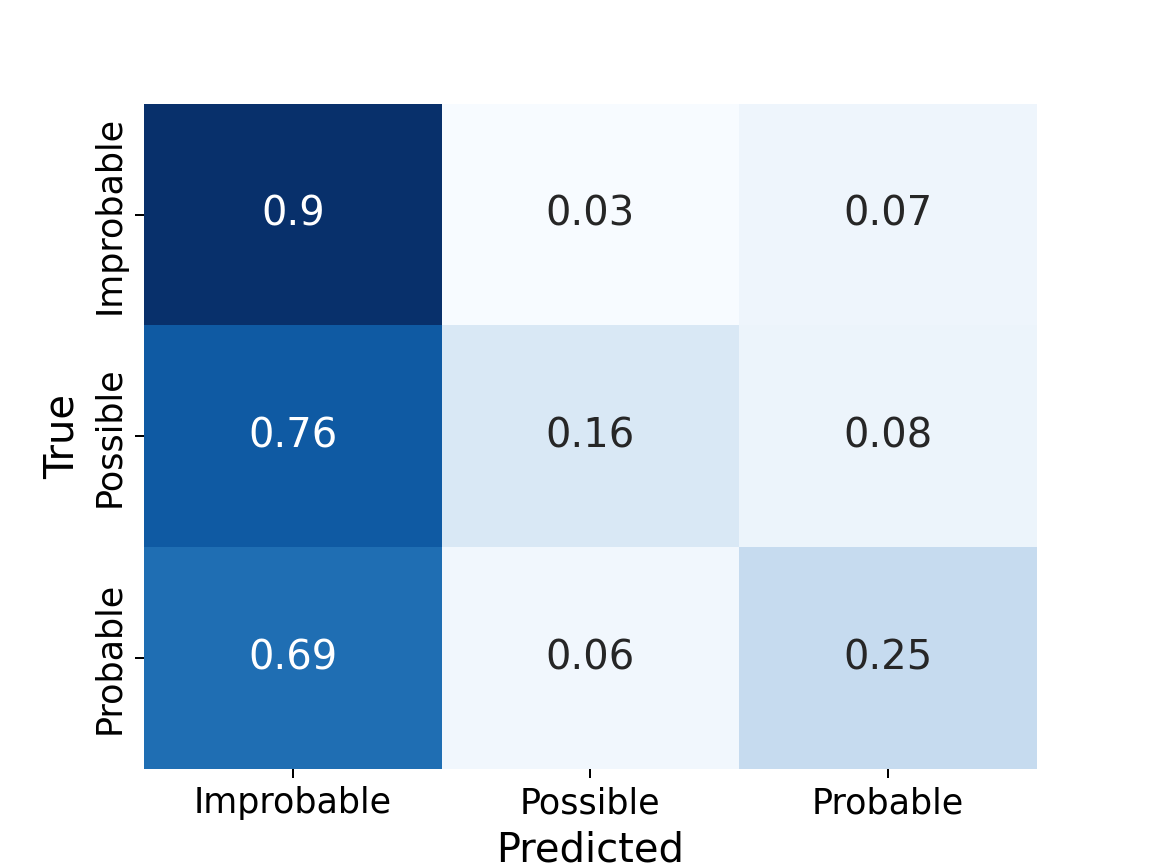 True
Improbable
0.9 0.03 0.07
Possible
0.76 0.16 0.08
Probable
0.69 0.06 0.25
Improbable Possible Probable
Predicted